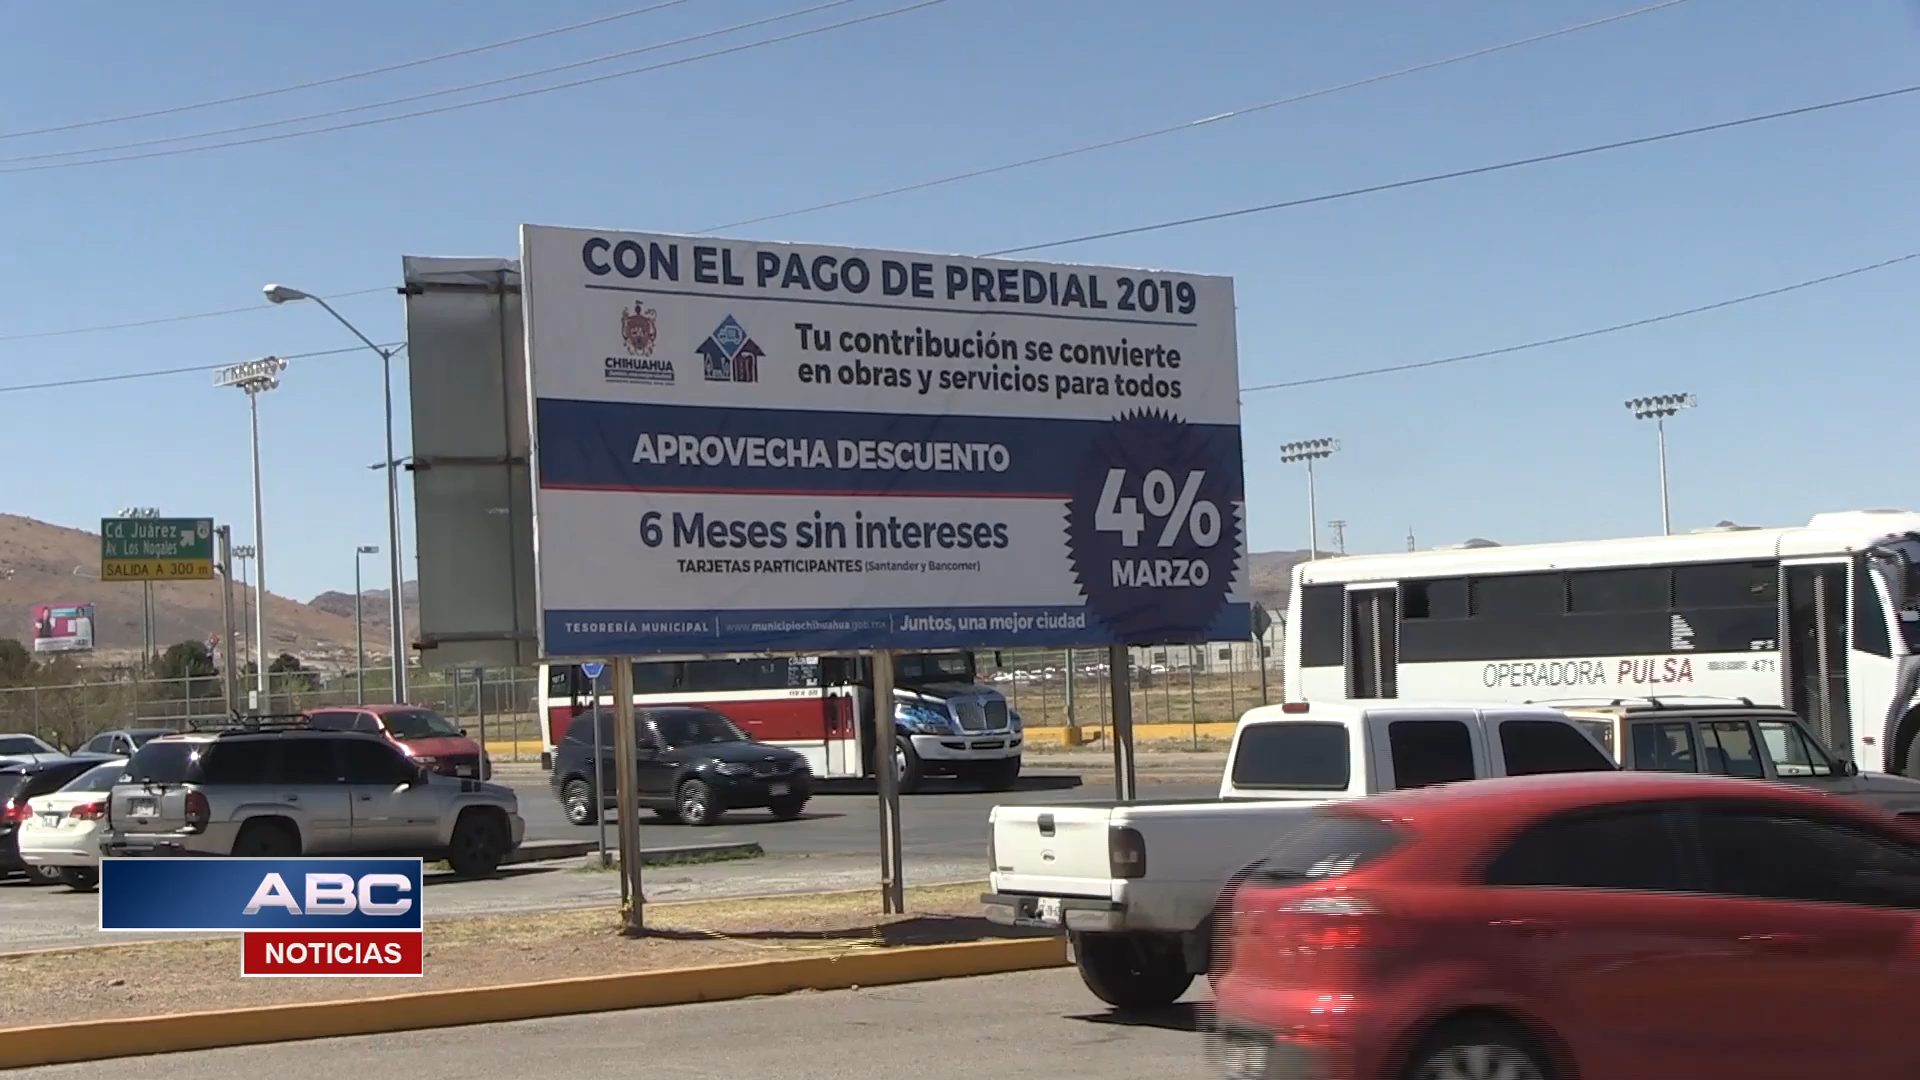 CON EL PAGO DE PREDIAL 2019
CHIHUAHUA
Tu contribución se convierte
en obras y servicios para todos
APROVECHA DESCUENTO
4%
MARZO
6 Meses sin intereses
TARJETAS PARTICIPANTES (Santander y Bancomer)
TESORERÍA MUNICIPAL | www.municipiochihuahua.gob.mx | Juntos, una mejor ciudad
Cd. Juárez
Av. Los Nogales
SALIDA A 300 m
OPERADORA PULSA
471
ABC
NOTICIAS